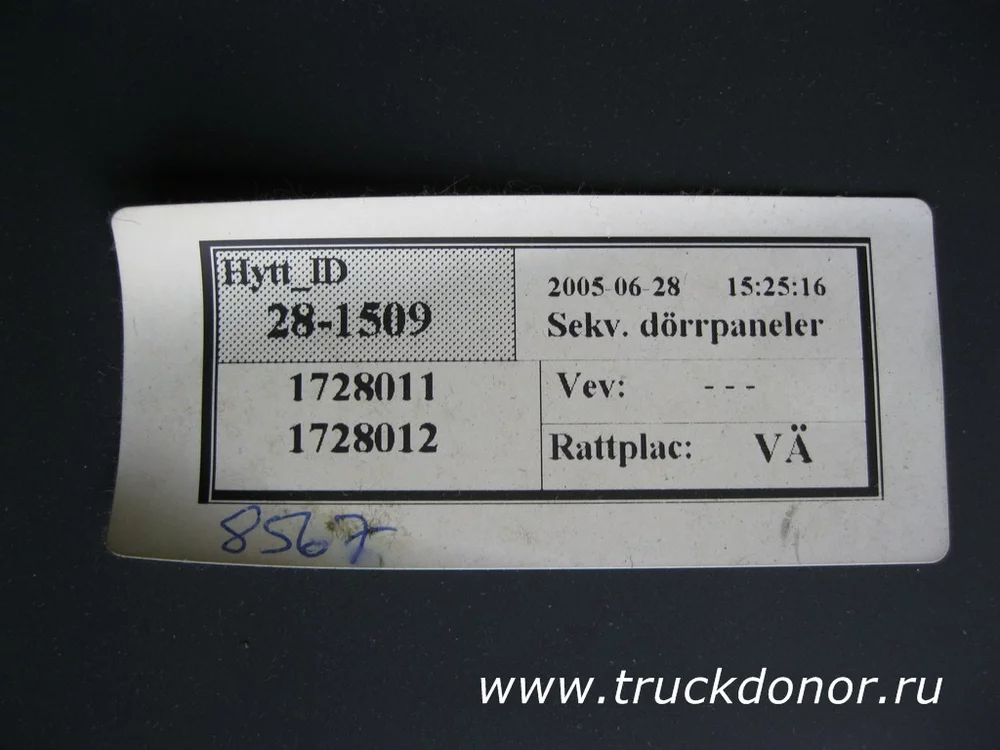 Hytt_ID
28-1509
2005-06-28 15:25:16
Sekv. dörrpaneler
1728011
1728012
Vev: ---
Rattplac: VÄ
8567
www.truckdonor.ru